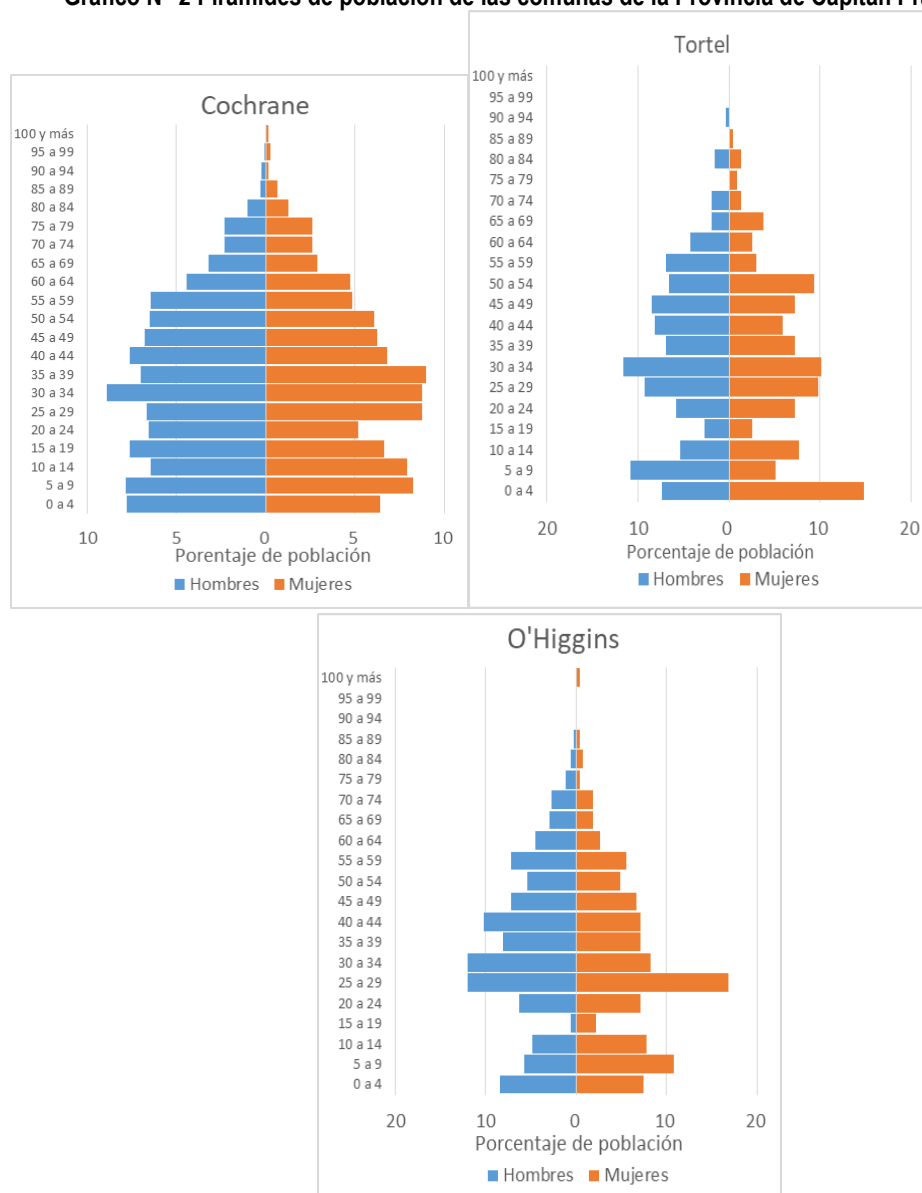 Gráfico N° 2 Pirámides de población de las comunas de la Provincia de Capitán
Cochrane
100 y más
95 a 99
90 a 94
85 a 89
80 a 84
75 a 79
70 a 74
65 a 69
60 a 64
55 a 59
50 a 54
45 a 49
40 a 44
35 a 39
30 a 34
25 a 29
20 a 24
15 a 19
10 a 14
5 a 9
0 a 4
10 5 0 5 10
Porentaje de población
Hombres Mujeres
Tortel
100 y más
95 a 99
90 a 94
85 a 89
80 a 84
75 a 79
70 a 74
65 a 69
60 a 64
55 a 59
50 a 54
45 a 49
40 a 44
35 a 39
30 a 34
25 a 29
20 a 24
15 a 19
10 a 14
5 a 9
0 a 4
20 10 0 10 20
Porcentaje de población
Hombres Mujeres
O'Higgins
100 y más
95 a 99
90 a 94
85 a 89
80 a 84
75 a 79
70 a 74
65 a 69
60 a 64
55 a 59
50 a 54
45 a 49
40 a 44
35 a 39
30 a 34
25 a 29
20 a 24
15 a 19
10 a 14
5 a 9
0 a 4
20 10 0 10 20
Porcentaje de población
Hombres Mujeres